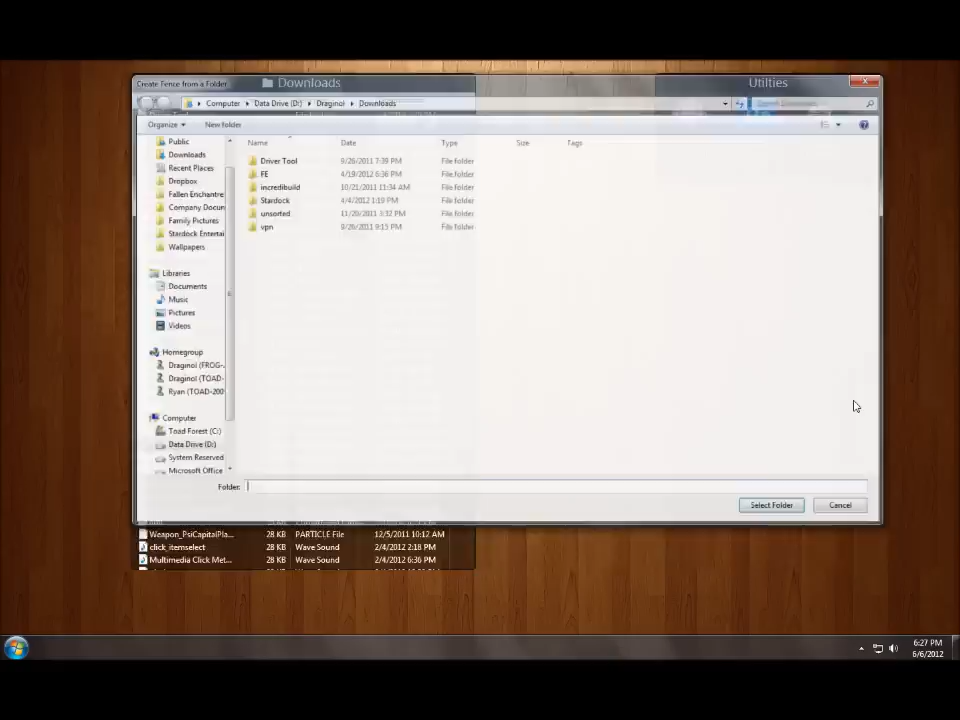 Create Fence from a Folder
Downloads
Utilties
Computer Data Drive (D:) Draginol Downloads
Organize New folder
Name Date Type Size Tags
Public
Downloads
Recent Places
Dropbox
Fallen Enchantre
Company Docun
Family Pictures
Stardock Entertai
Wallpapers
Libraries
Documents
Music
Pictures
Videos
Homegroup
Draginol (FROG-
Draginol (TOAD-
Ryan (TOAD-200
Computer
Toad Forest (C:)
Data Drive (D:)
System Reserved
Microsoft Office
Driver Tool 9/26/2011 7:39 PM File folder
FE 4/19/2012 6:36 PM File folder
incredibuild 10/21/2011 11:34 AM File folder
Stardock 4/4/2012 1:19 PM File folder
unsorted 11/20/2011 3:32 PM File folder
vpn 9/26/2011 9:15 PM File folder
Folder:
Select Folder Cancel
Weapon_PsiCapitalPla... 28 KB PARTICLE File 12/5/2011 10:12 AM
click_itemselect 28 KB Wave Sound 2/4/2012 2:18 PM
Multimedia Click Met... 28 KB Wave Sound 2/4/2012 6:36 PM
6:27 PM
6/6/2012